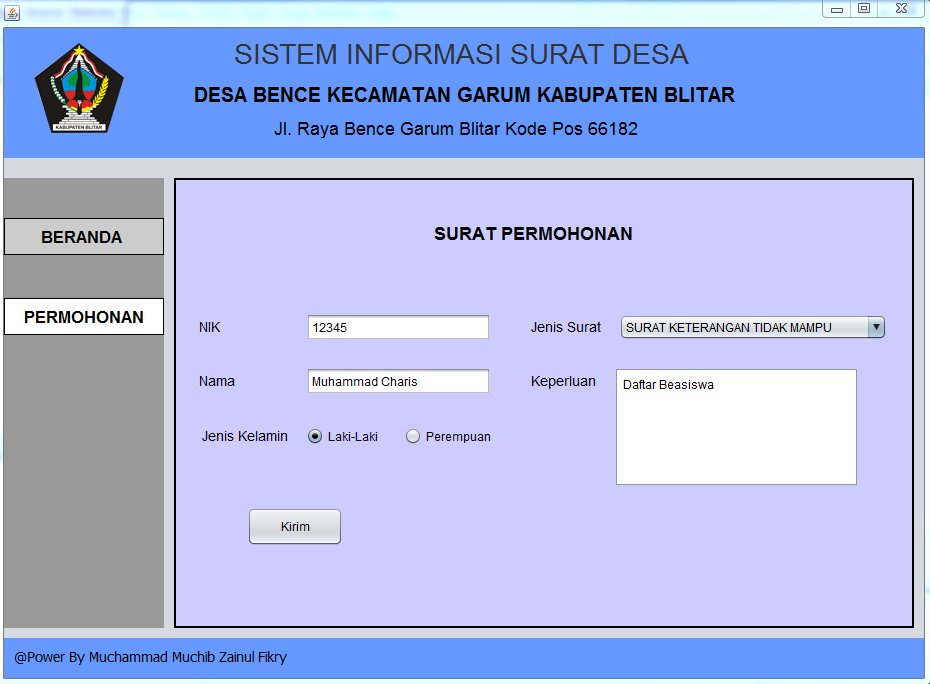 SISTEM INFORMASI SURAT DESA
DESA BENCE KECAMATAN GARUM KABUPATEN BLITAR
Jl. Raya Bence Garum Blitar Kode Pos 66182
KABUPATEN BLITAR
BERANDA
PERMOHONAN
SURAT PERMOHONAN
NIK 12345 Jenis Surat SURAT KETERANGAN TIDAK MAMPU
Nama Muhammad Charis Keperluan Daftar Beasiswa
Jenis Kelamin Laki-Laki Perempuan
Kirim
@Power By Muchammad Muchib Zainul Fikry